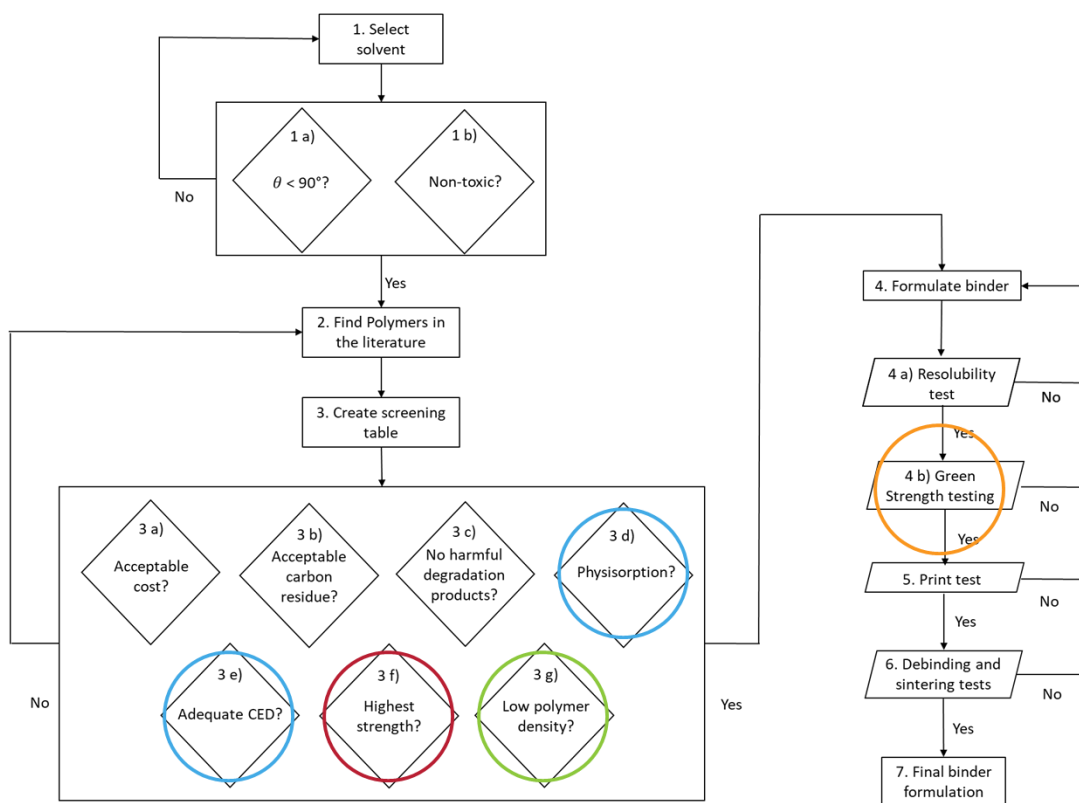 1. Select
solvent
1 a)
θ < 90°?
1 b)
Non-toxic?
No
Yes
2. Find Polymers in
the literature
3. Create screening
table
3 a)
Acceptable
cost?
3 b)
Acceptable
carbon
residue?
3 c)
No harmful
degradation
products?
3 d)
Physisorption?
3 e)
Adequate CED?
3 f)
Highest
strength?
3 g)
Low polymer
density?
No
Yes
4. Formulate binder
4 a) Resolubility
test
No
Yes
4 b) Green
Strength testing
No
Yes
5. Print test
No
Yes
6. Debinding and
sintering tests
No
Yes
7. Final binder
formulation